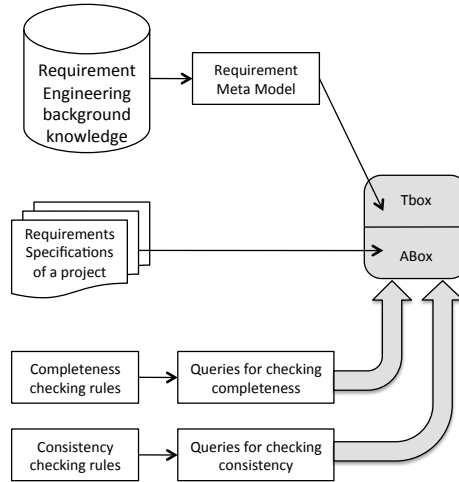 Requirement
Engineering
background
knowledge
Requirement
Meta Model
Tbox
ABox
Requirements
Specifications
of a project
Completeness
checking rules
Queries for checking
completeness
Consistency
checking rules
Queries for checking
consistency